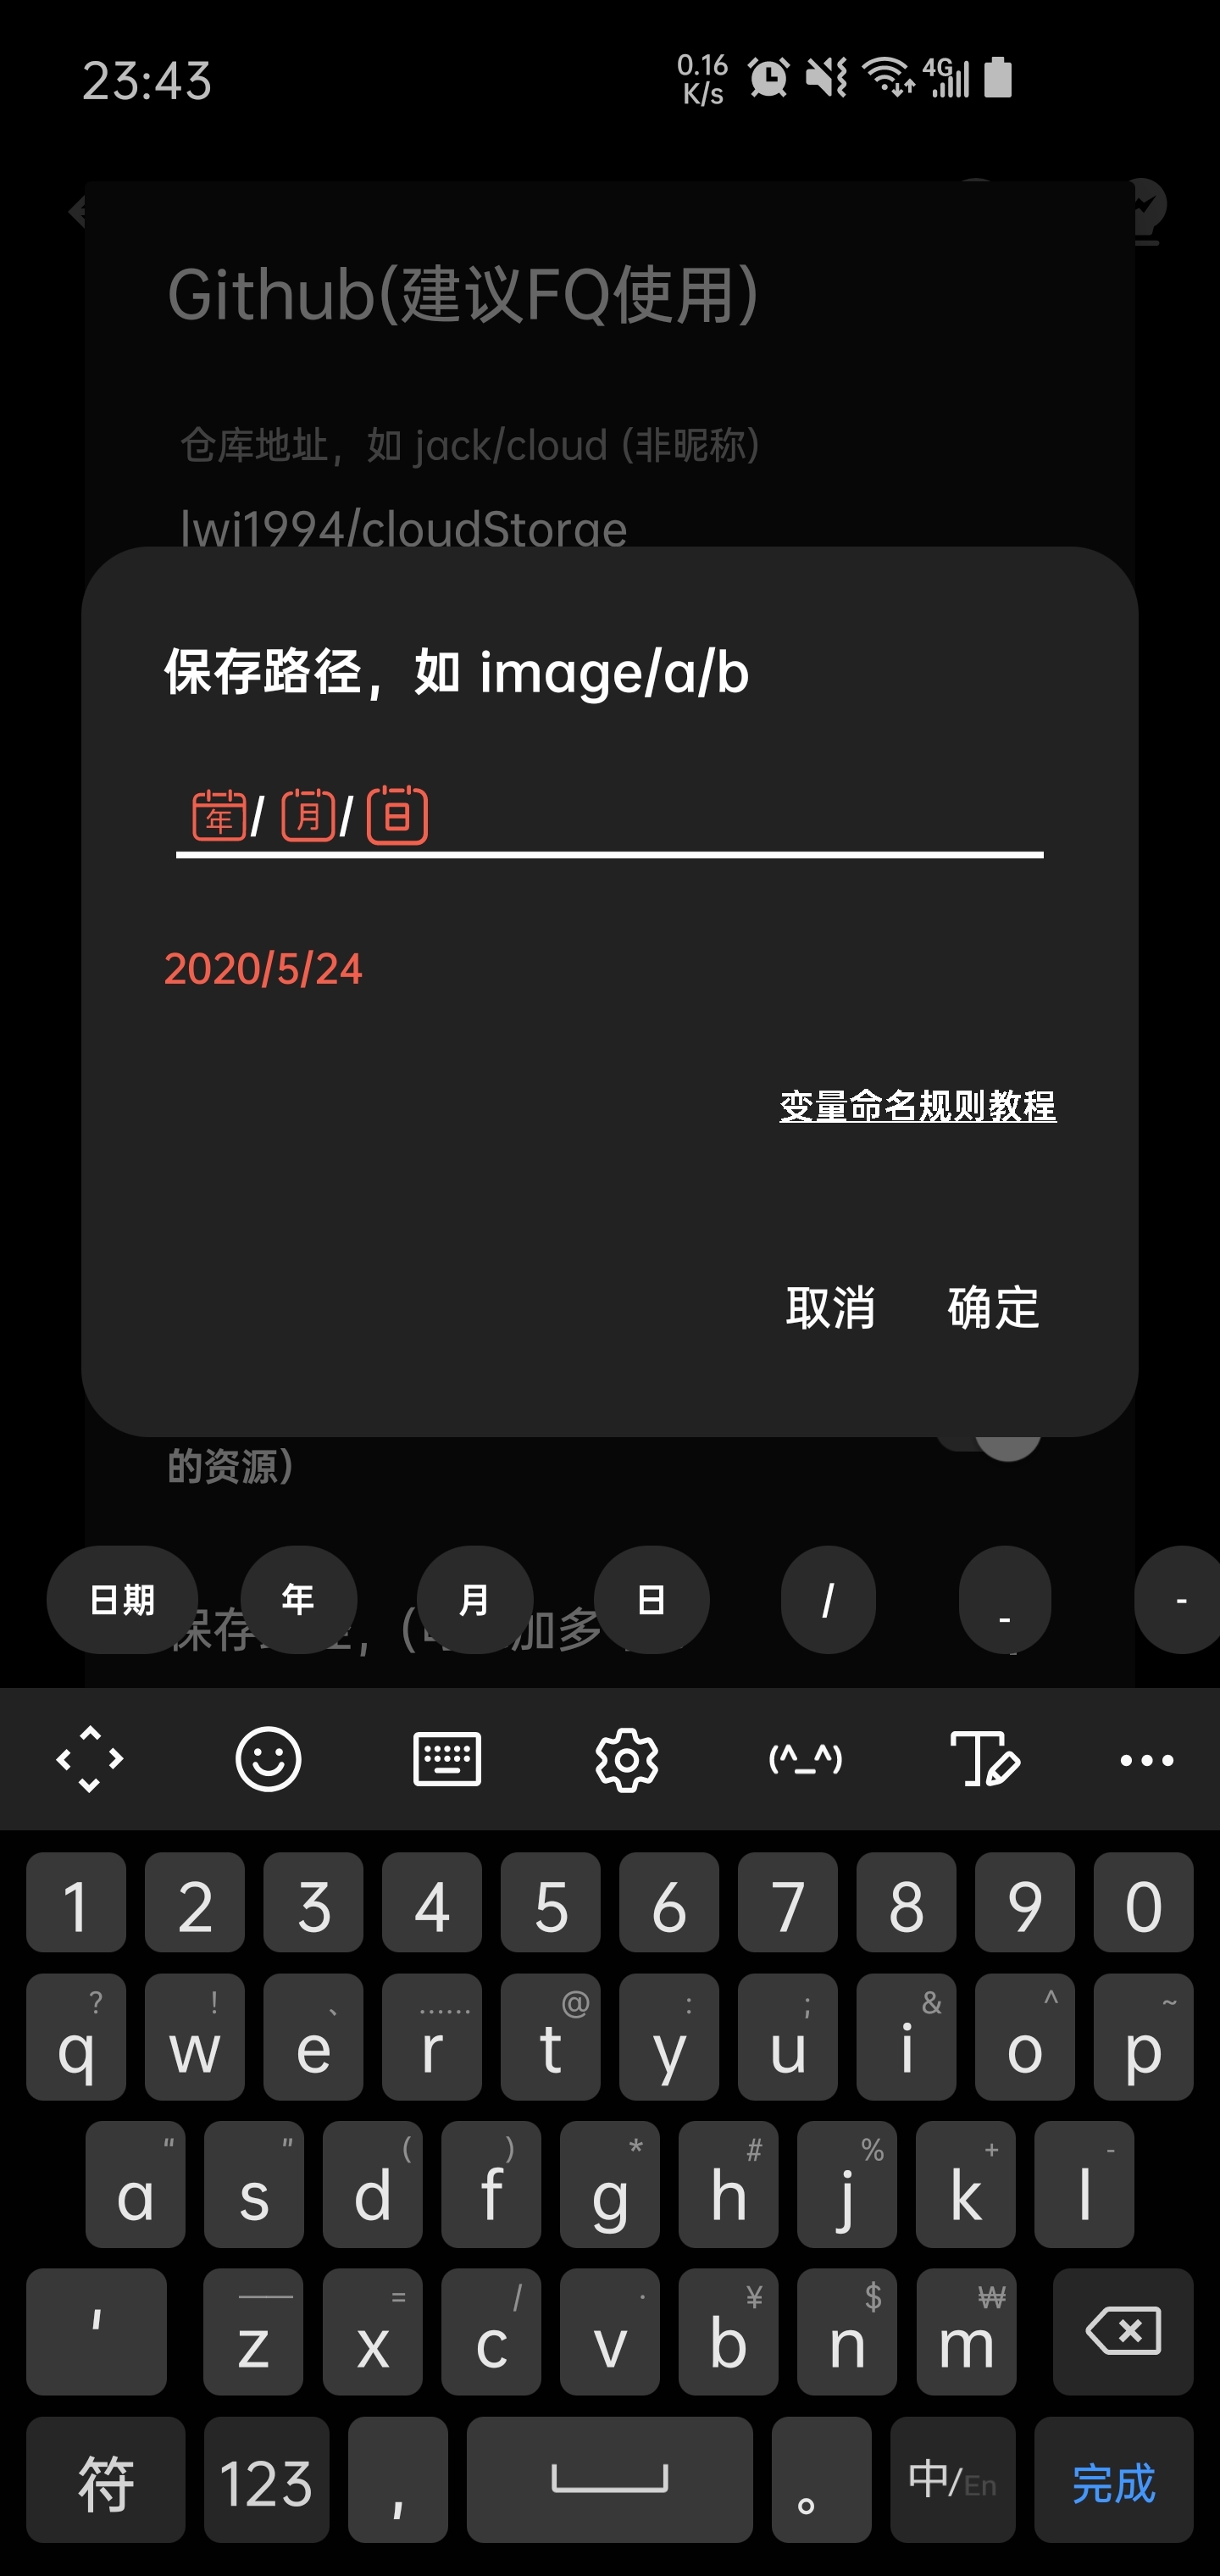 23:43
0.16
K/s
4G
Github(建议FQ使用)
仓库地址，如 jack/cloud (非昵称)
lwj1994/cloudStorage
保存路径，如 image/a/b
年/月/日
2020/5/24
变量命名规则教程
取消 确定
的资源)
日期 年 月 日 / _ -
保存
加多
(^_^)
1 2 3 4 5 6 7 8 9 0
? ! 、 …… @ : ; & ^ ~
q w e r t y u i o p
“ ” ( ) * # % + -
a s d f g h j k l
—— = / · ¥ $ ₩
' z x c v b n m
符 123 , 。 中/En 完成